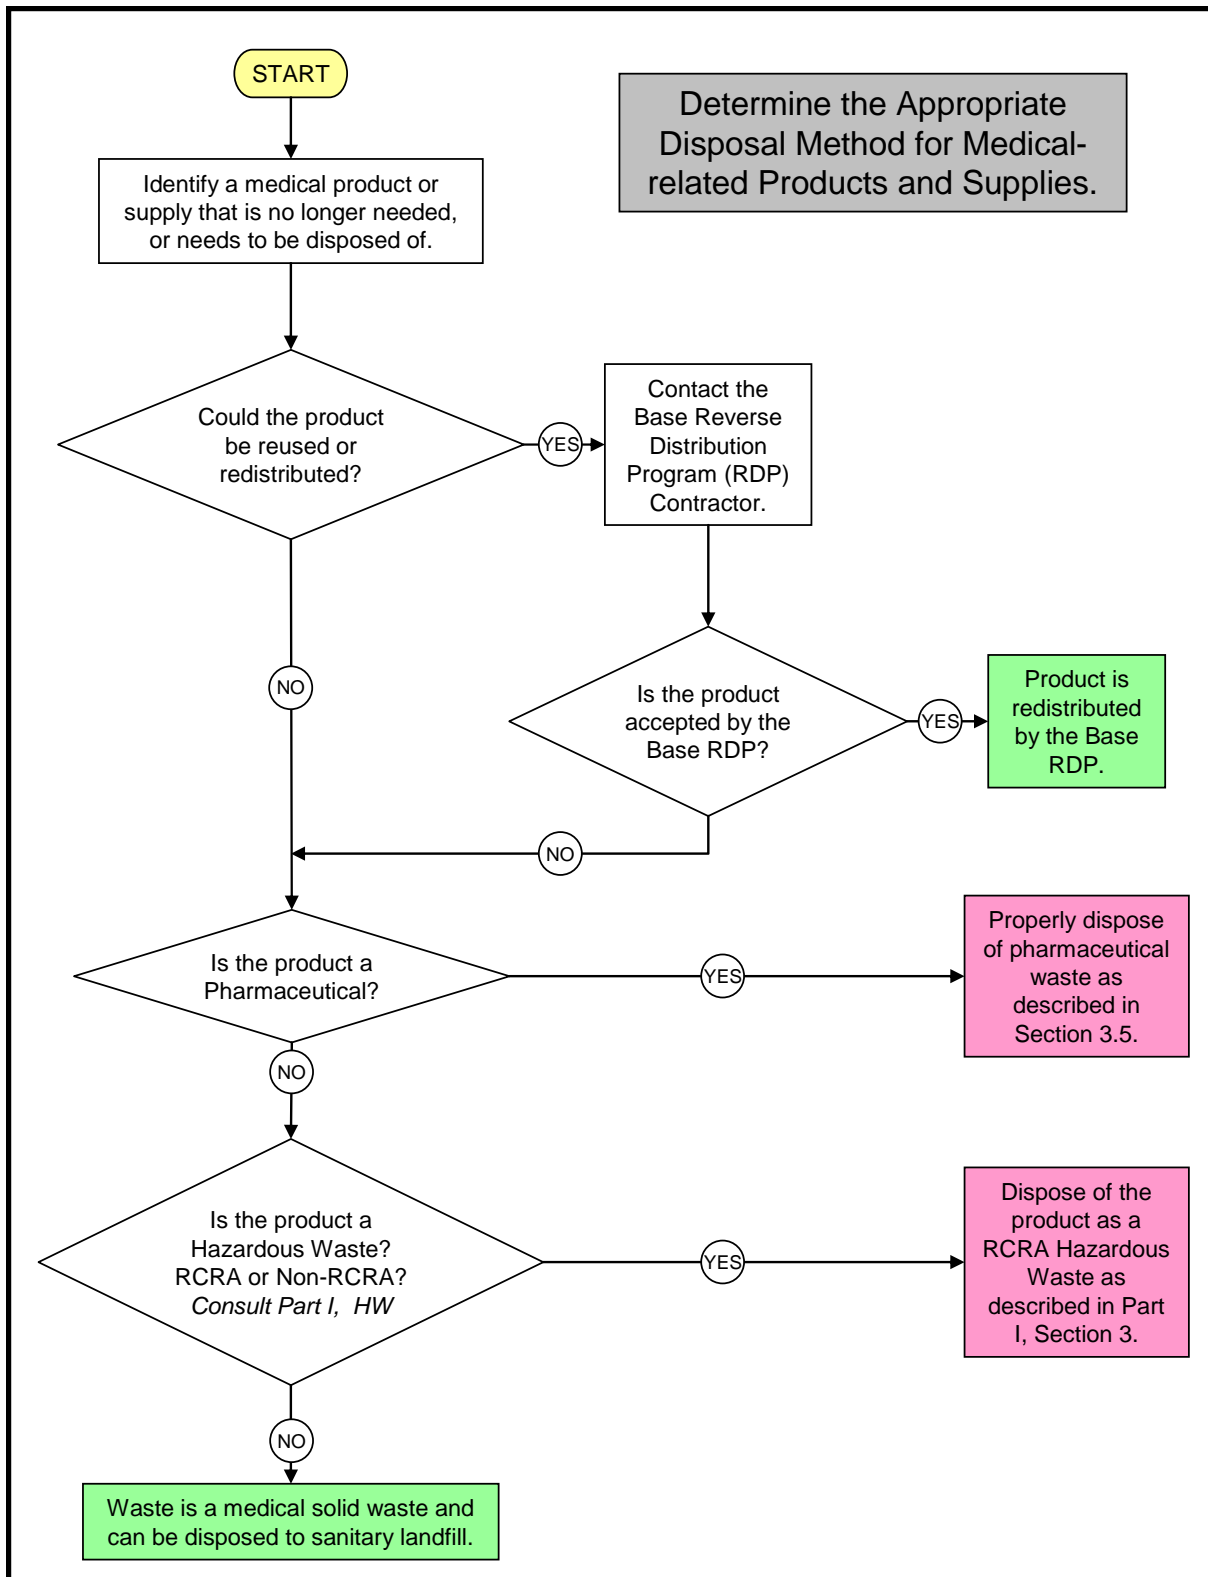 START
Determine the Appropriate
Disposal Method for Medical-
related Products and Supplies.
Identify a medical product or
supply that is no longer needed,
or needs to be disposed of.
Could the product
be reused or
redistributed?
YES
Contact the
Base Reverse
Distribution
Program (RDP)
Contractor.
NO
Is the product
accepted by the
Base RDP?
YES
Product is
redistributed
by the Base
RDP.
NO
Is the product a
Pharmaceutical?
YES
Properly dispose
of pharmaceutical
waste as
described in
Section 3.5.
NO
Is the product a
Hazardous Waste?
RCRA or Non-RCRA?
Consult Part I, HW
YES
Dispose of the
product as a
RCRA Hazardous
Waste as
described in Part
I, Section 3.
NO
Waste is a medical solid waste and
can be disposed to sanitary landfill.